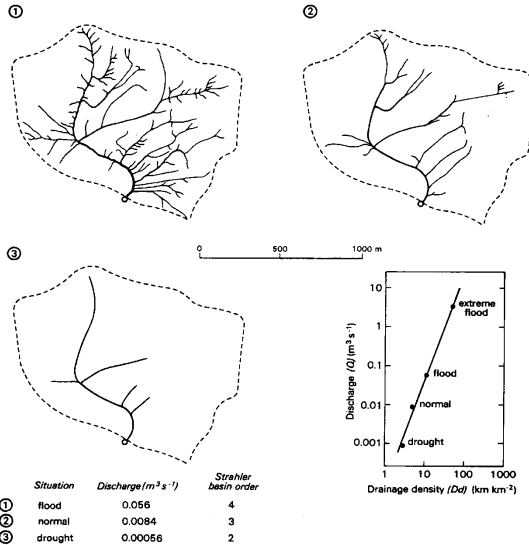 ①
②
0 500 1000 m
③
10
1
0.1
0.01
0.001
Discharge (Q) (m³ s⁻¹)
extreme
flood
flood
normal
drought
1 10 100
Drainage density (Dd) (km km⁻²)
Situation Discharge (m³ s⁻¹) Strahler basin order
① flood 0.056 4
② normal 0.0084 3
③ drought 0.00056 2